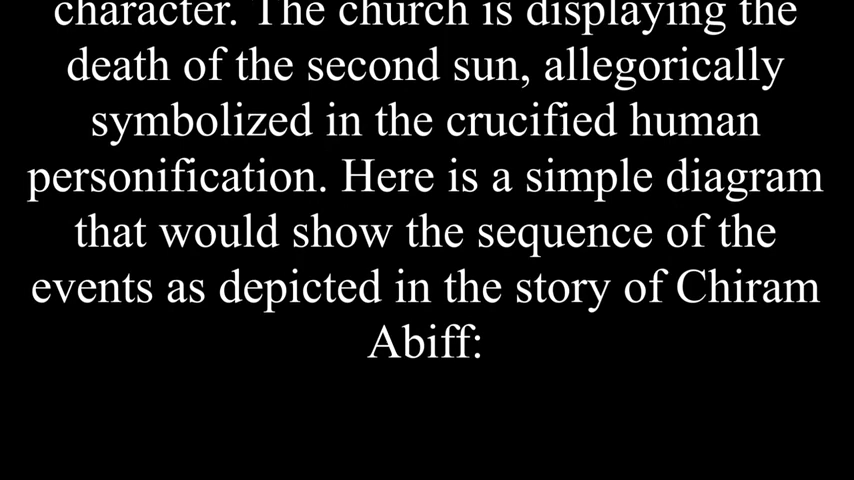 character. The church is displaying the
death of the second sun, allegorically
symbolized in the crucified human
personification. Here is a simple diagram
that would show the sequence of the
events as depicted in the story of Chiram
Abiff: